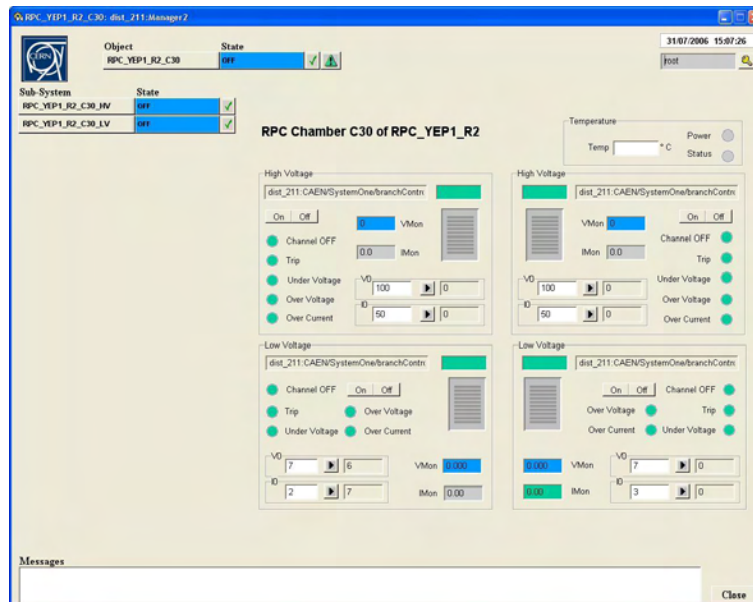 RPC_YEP1_R2_C30: dist_211:Manager2
31/07/2006 15:07:26
CERN
Object State
RPC_YEP1_R2_C30 OFF
root
Sub-System State
RPC_YEP1_R2_C30_HV OFF
RPC_YEP1_R2_C30_LV OFF
RPC Chamber C30 of RPC_YEP1_R2
Temperature
Temp ° C
Power
Status
High Voltage
dist_211:CAEN/SystemOne/branchContr
On Off
0 VMon
Channel OFF
0.0 IMon
Trip
Under Voltage
V0
100 0
Over Voltage
I0
50 0
Over Current
High Voltage
dist_211:CAEN/SystemOne/branchContr
VMon 0
On Off
Channel OFF
IMon 0.0
Trip
V0
100 0
Under Voltage
Over Voltage
I0
50 0
Over Current
Low Voltage
dist_211:CAEN/SystemOne/branchContr
Channel OFF On Off
Trip Over Voltage
Under Voltage Over Current
V0
7 6
VMon 0.000
I0
2 7
IMon 0.00
Low Voltage
dist_211:CAEN/SystemOne/branchContr
On Off Channel OFF
Over Voltage Trip
Over Current Under Voltage
0.000 VMon
V0
7 0
0.00 IMon
I0
3 0
Messages
Close